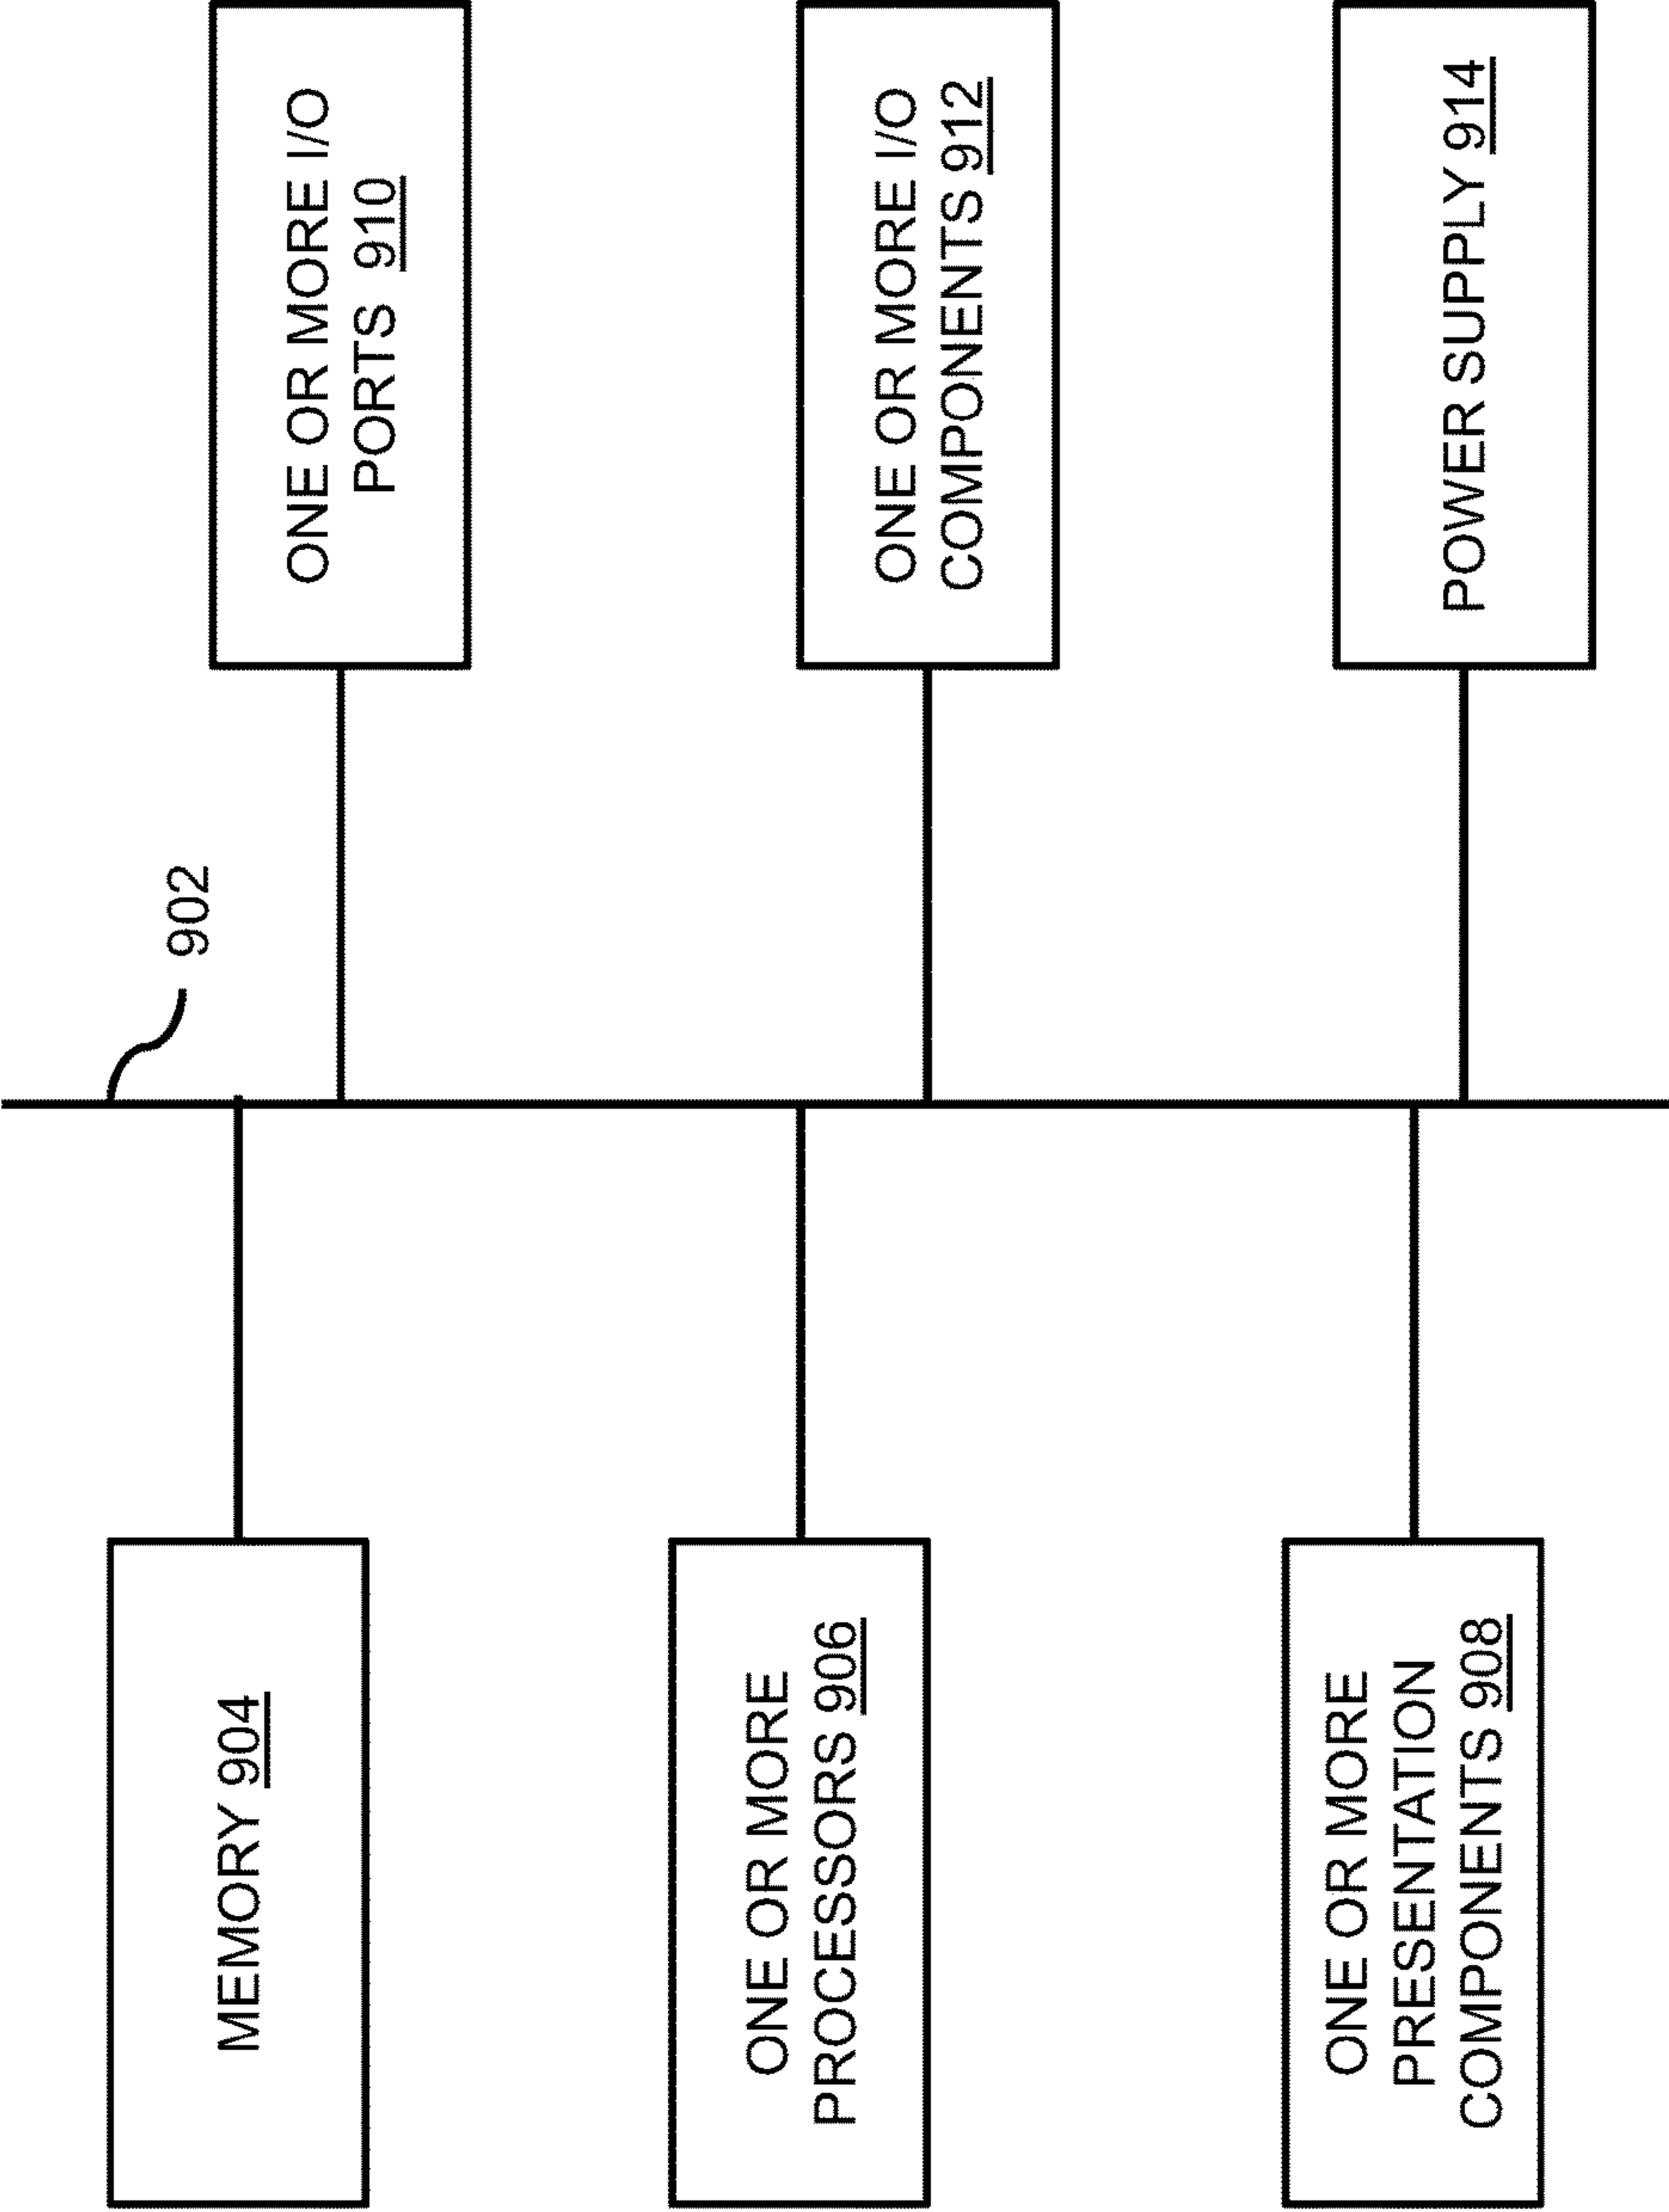 902
MEMORY 904
ONE OR MORE
PROCESSORS 906
ONE OR MORE
PRESENTATION
COMPONENTS 908
ONE OR MORE I/O
PORTS 910
ONE OR MORE I/O
COMPONENTS 912
POWER SUPPLY 914